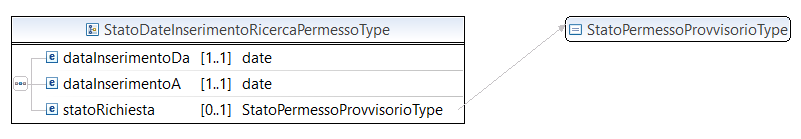 StatoDateInserimentoRicercaPermessoType
StatoPermessoProvvisorioType
e dataInserimentoDa [1..1] date
e dataInserimentoA [1..1] date
e statoRichiesta [0..1] StatoPermessoProvvisorioType